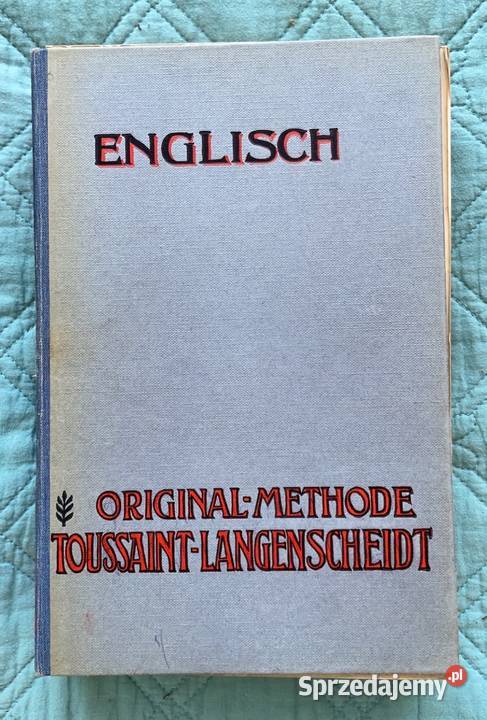 ENGLISCH
ORIGINAL-METHODE
TOUSSAINT-LANGENSCHEIDT
Sprzedajemy.pl